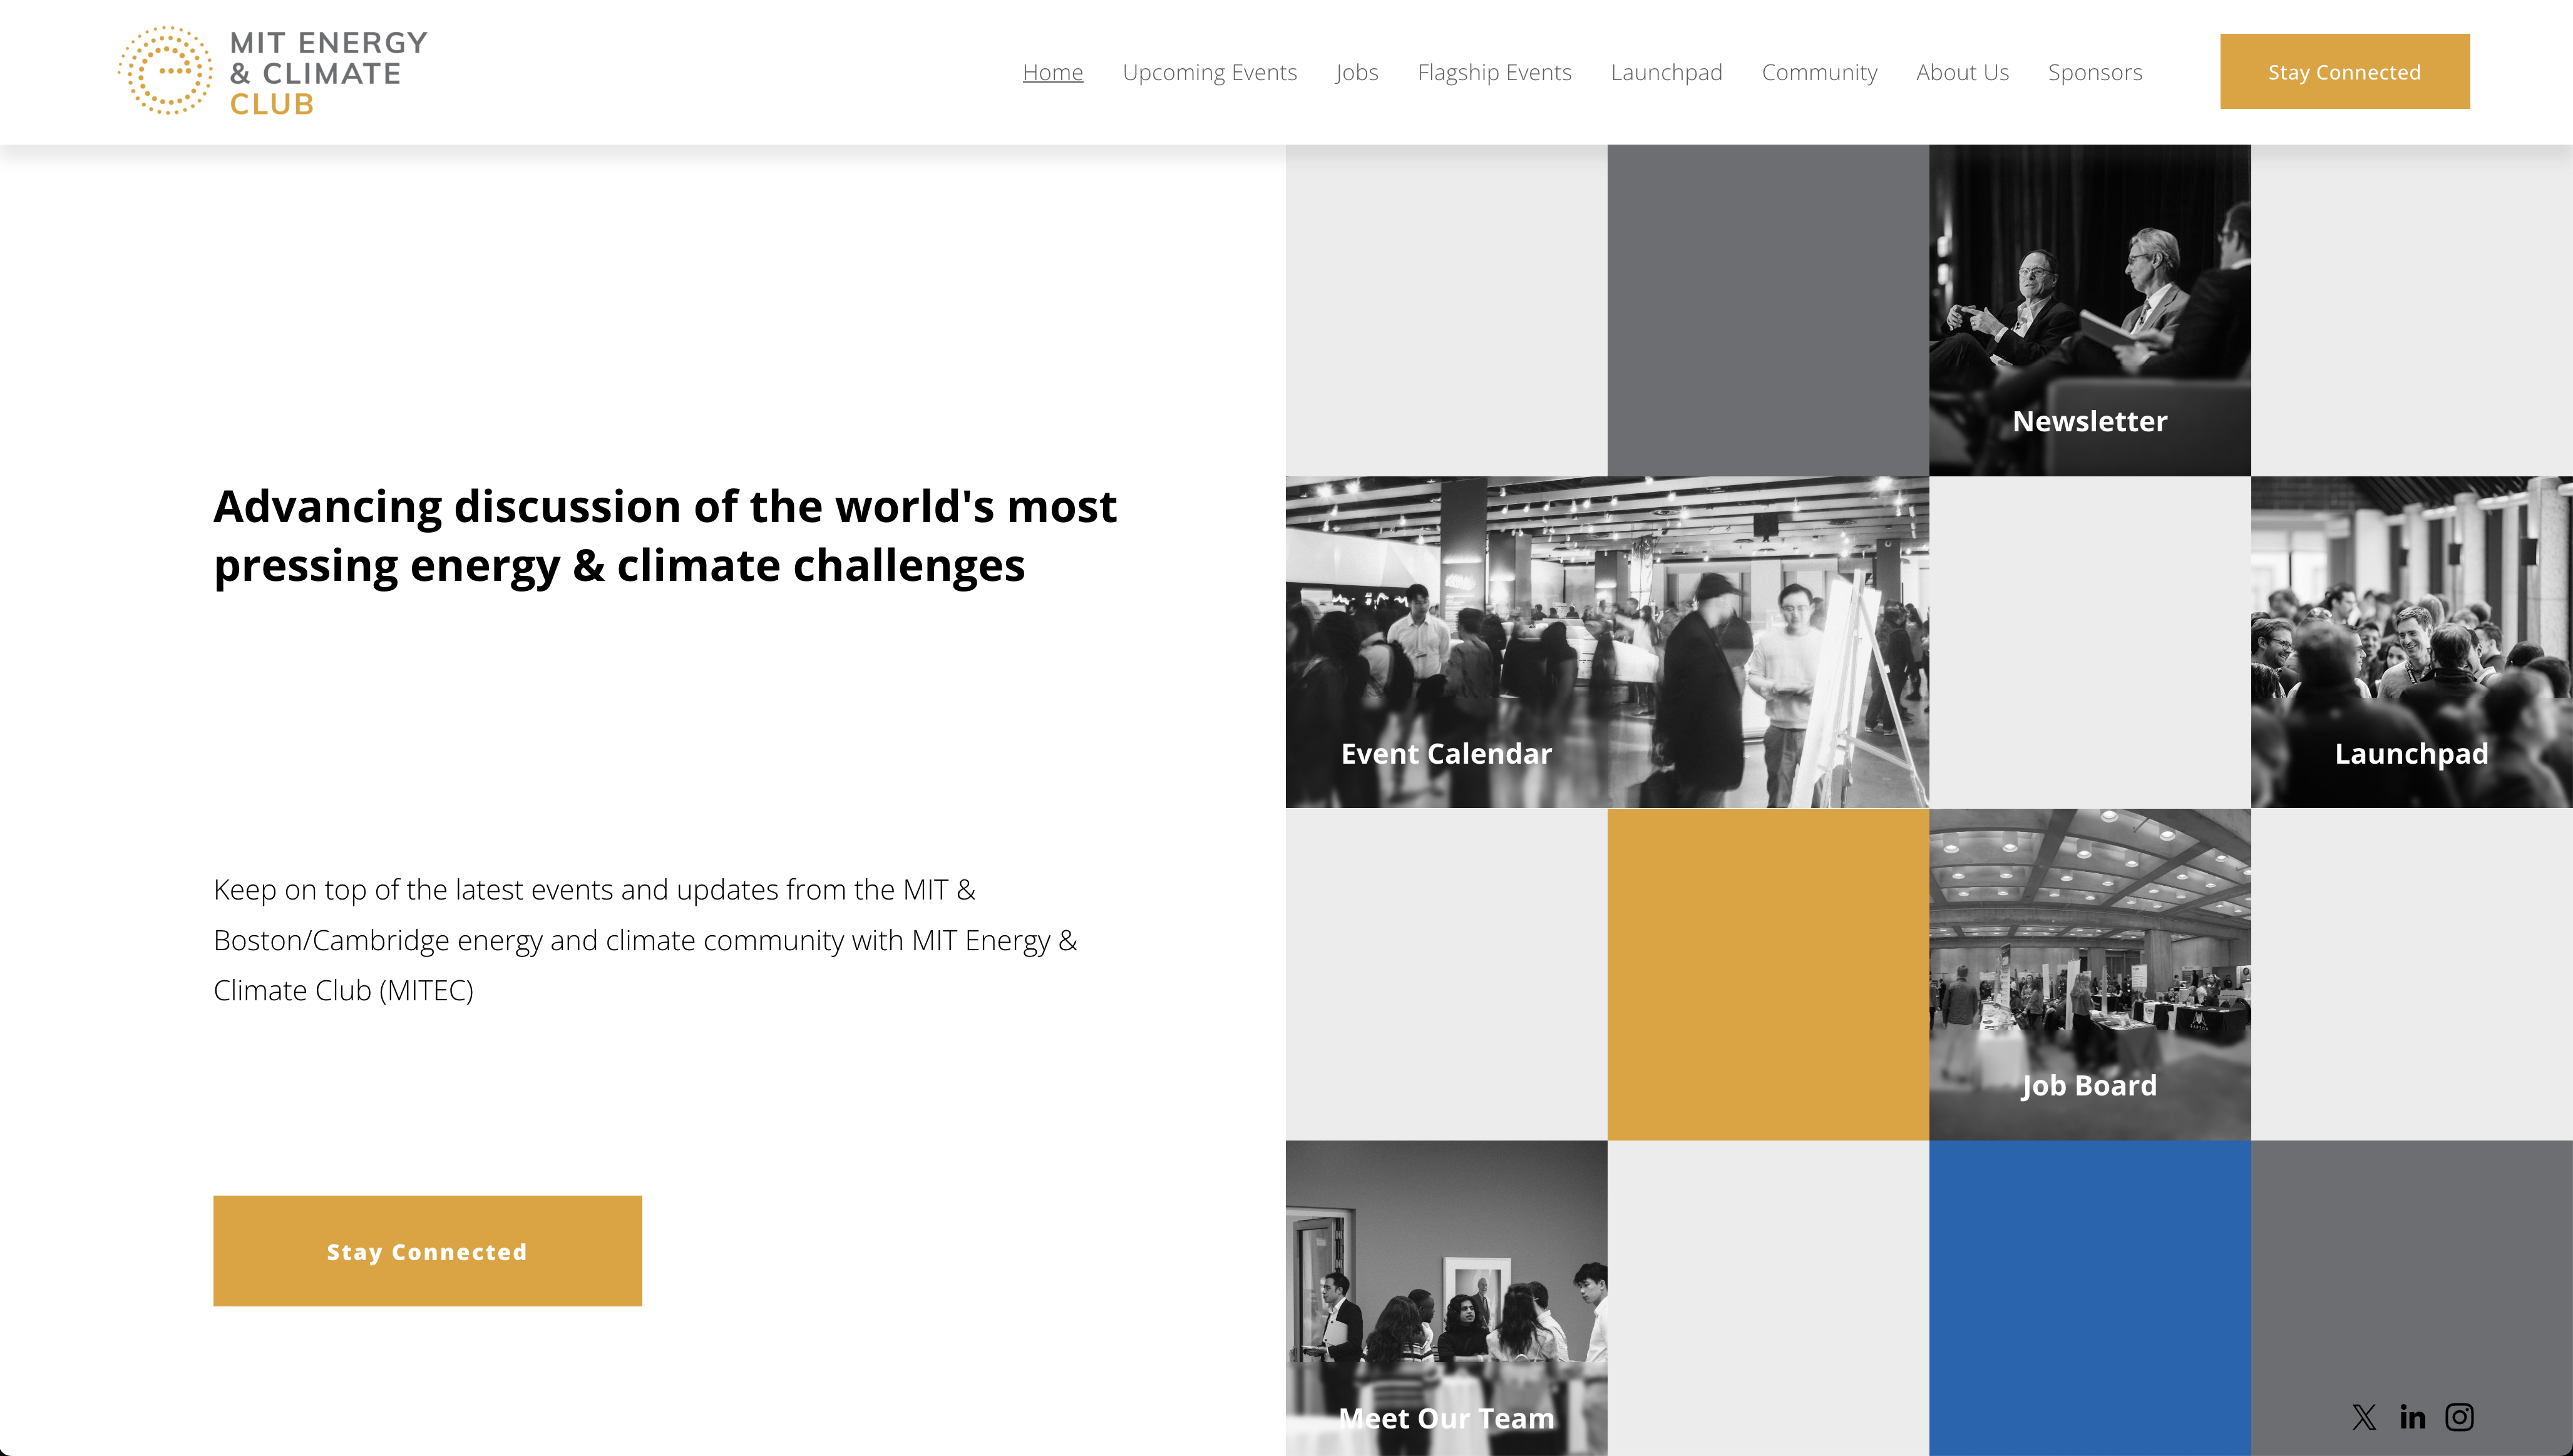 MIT ENERGY
& CLIMATE
CLUB
Home Upcoming Events Jobs Flagship Events Launchpad Community About Us Sponsors Stay Connected
Advancing discussion of the world's most
pressing energy & climate challenges
Keep on top of the latest events and updates from the MIT &
Boston/Cambridge energy and climate community with MIT Energy &
Climate Club (MITEC)
Stay Connected
Newsletter
Event Calendar
Launchpad
Job Board
Meet Our Team
in